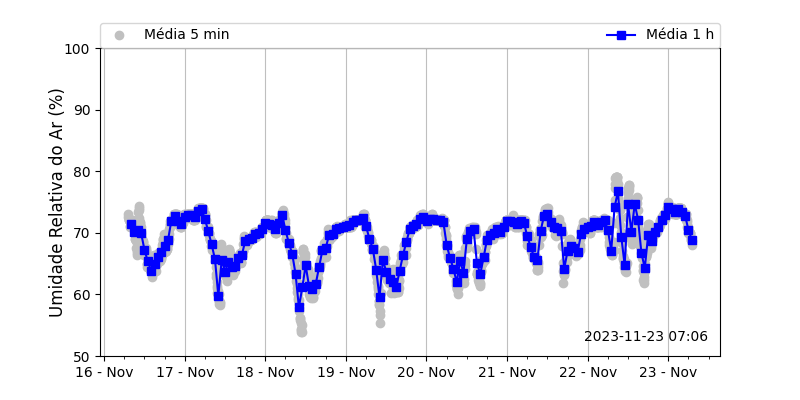 Média 5 min
Média 1 h
Umidade Relativa do Ar (%)
100
90
80
70
60
50
2023-11-23 07:06
16 - Nov
17 - Nov
18 - Nov
19 - Nov
20 - Nov
21 - Nov
22 - Nov
23 - Nov